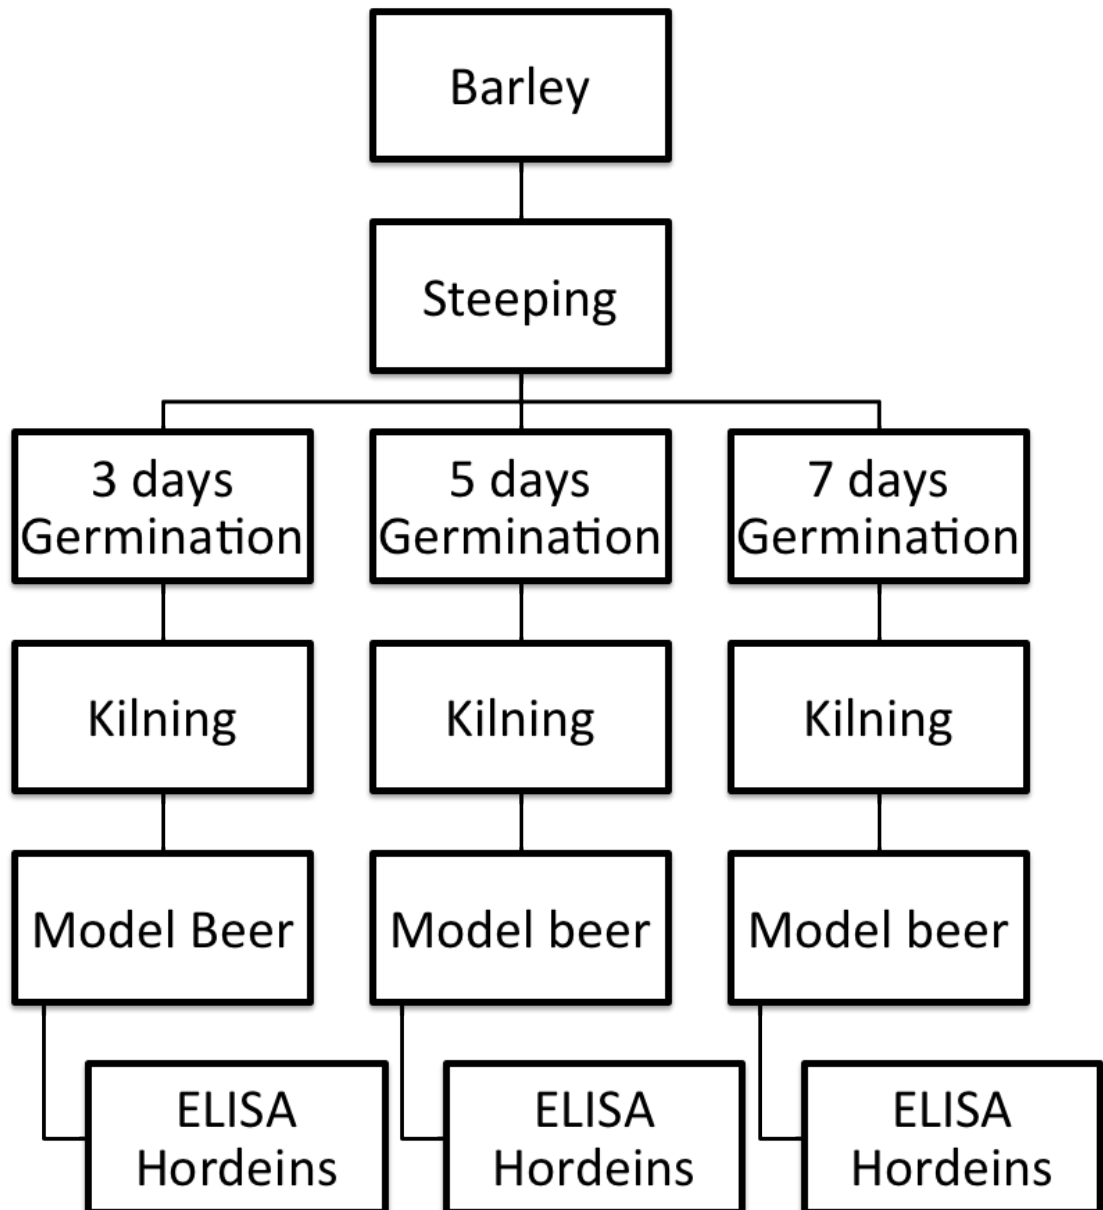 Barley
Steeping
3 days
Germination
5 days
Germination
7 days
Germination
Kilning
Kilning
Kilning
Model Beer
Model beer
Model beer
ELISA
Hordeins
ELISA
Hordeins
ELISA
Hordeins